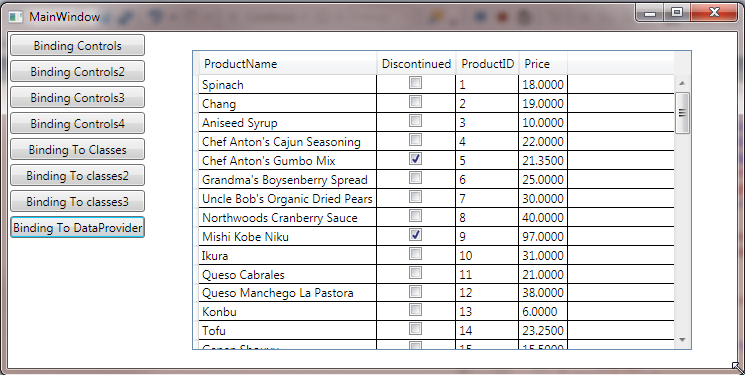 MainWindow
Binding Controls
Binding Controls2
Binding Controls3
Binding Controls4
Binding To Classes
Binding To classes2
Binding To classes3
Binding To DataProvider
ProductName Discontinued ProductID Price
Spinach 1 18.0000
Chang 2 19.0000
Aniseed Syrup 3 10.0000
Chef Anton's Cajun Seasoning 4 22.0000
Chef Anton's Gumbo Mix 5 21.3500
Grandma's Boysenberry Spread 6 25.0000
Uncle Bob's Organic Dried Pears 7 30.0000
Northwoods Cranberry Sauce 8 40.0000
Mishi Kobe Niku 9 97.0000
Ikura 10 31.0000
Queso Cabrales 11 21.0000
Queso Manchego La Pastora 12 38.0000
Konbu 13 6.0000
Tofu 14 23.2500
15 15.5000